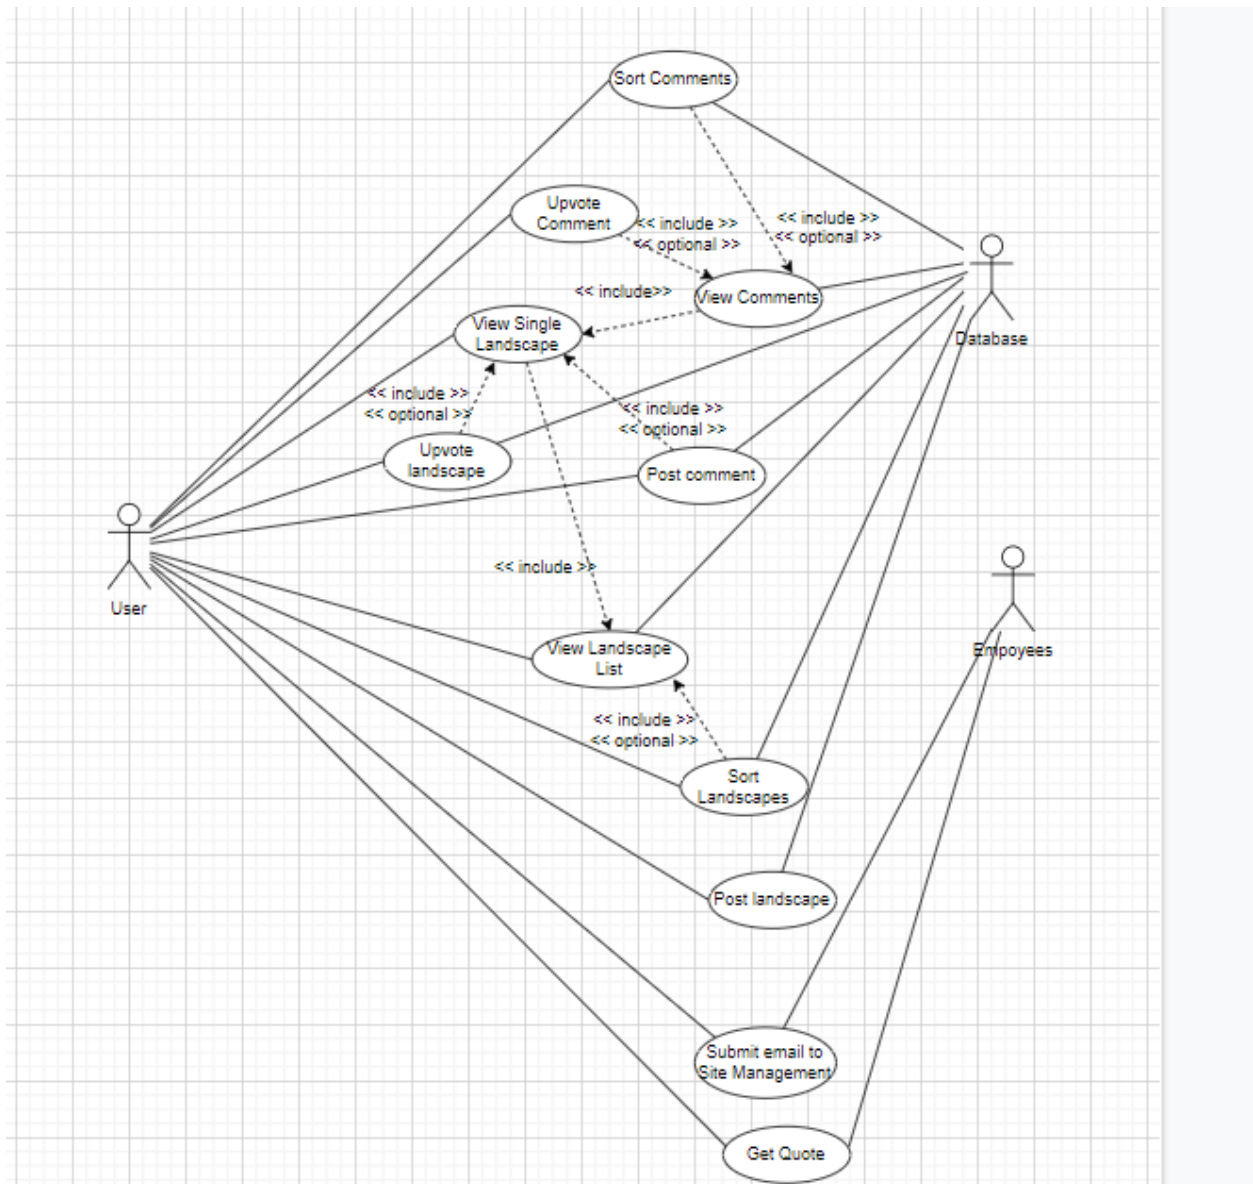 Sort Comments
Upvote
Comment
<< include >>
<< optional >>
<< include >>
<< optional >>
<< include>>
View Comments
View Single
Landscape
Database
<< include >>
<< optional >>
<< include >>
<< optional >>
Upvote
landscape
Post comment
<< include >>
User
Empoyees
View Landscape
List
<< include >>
<< optional >>
Sort
Landscapes
Post landscape
Submit email to
Site Management
Get Quote